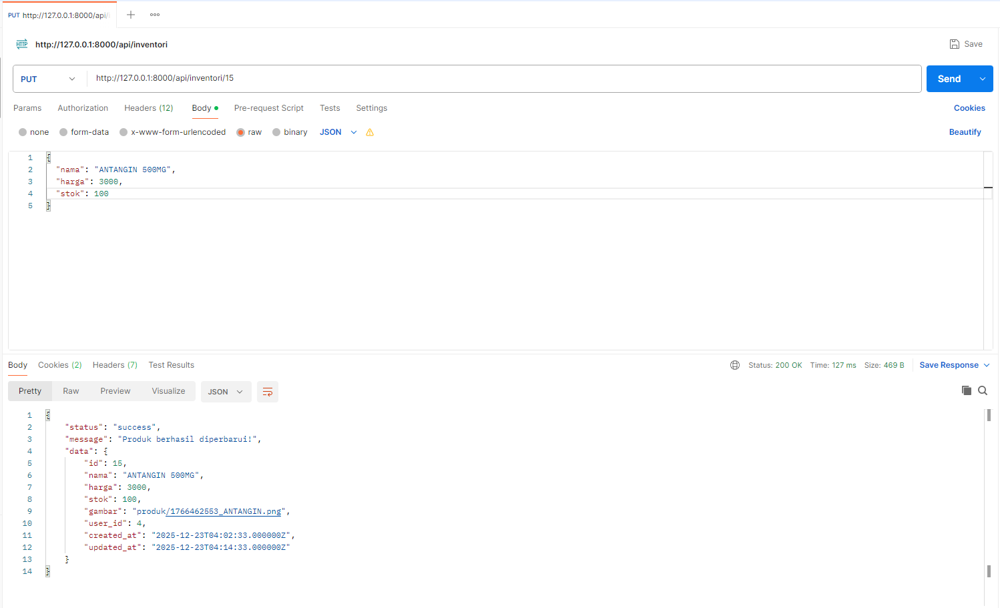 PUT http://127.0.0.1:8000/api/i
HTTP http://127.0.0.1:8000/api/inventori
Save
PUT http://127.0.0.1:8000/api/inventori/15 Send
Params Authorization Headers (12) Body Pre-request Script Tests Settings Cookies
none form-data x-www-form-urlencoded raw binary JSON Beautify
1 {
2 "nama": "ANTANGIN 500MG",
3 "harga": 3000,
4 "stok": 100
5 }
Body Cookies (2) Headers (7) Test Results Status: 200 OK Time: 127 ms Size: 469 B Save Response
Pretty Raw Preview Visualize JSON
1 {
2 "status": "success",
3 "message": "Produk berhasil diperbarui!",
4 "data": {
5 "id": 15,
6 "nama": "ANTANGIN 500MG",
7 "harga": 3000,
8 "stok": 100,
9 "gambar": "produk/1766462553_ANTANGIN.png",
10 "user_id": 4,
11 "created_at": "2025-12-23T04:02:33.000000Z",
12 "updated_at": "2025-12-23T04:14:33.000000Z"
13 }
14 }